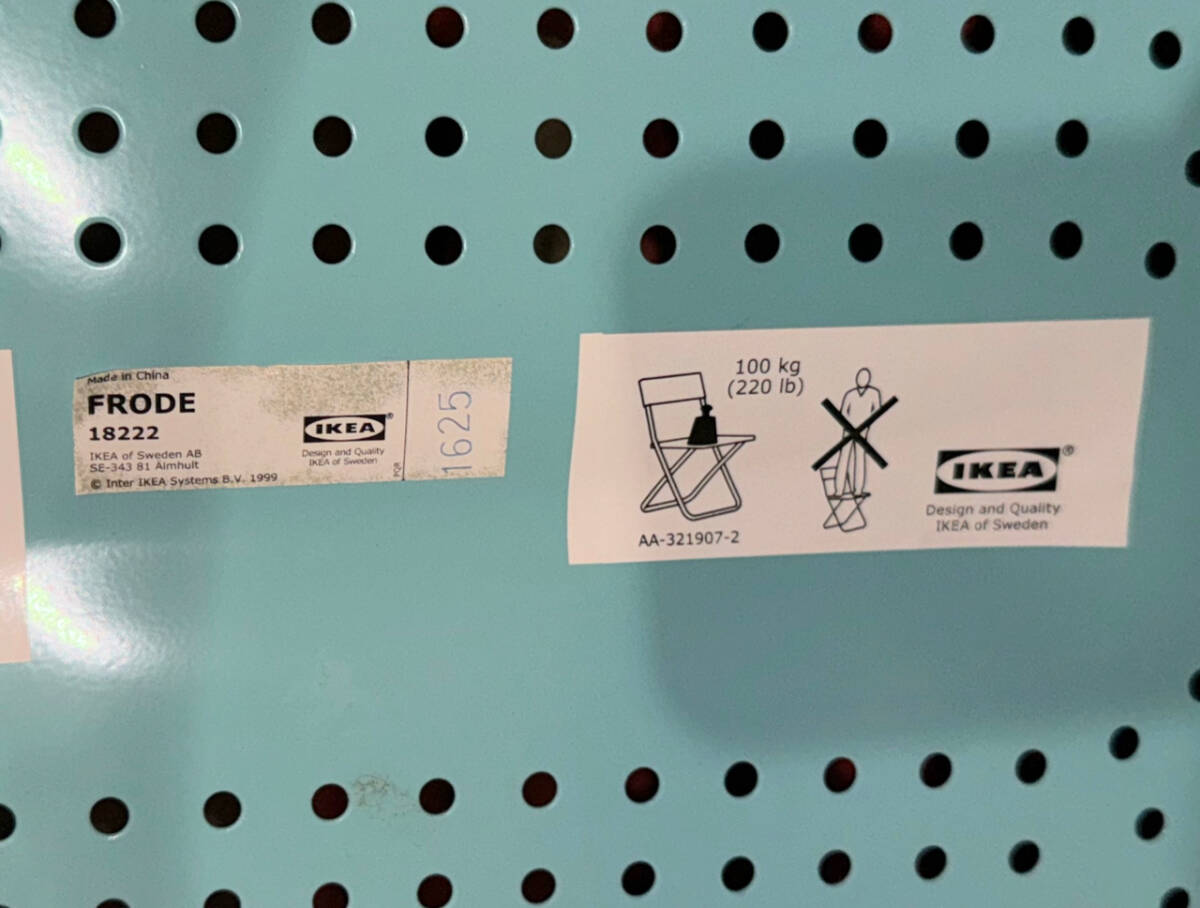 Made in China
FRODE
18222
IKEA of Sweden AB
SE-343 81 Älmhult
© Inter IKEA Systems B.V. 1999
IKEA®
Design and Quality
IKEA of Sweden
PQR
1625
100 kg
(220 lb)
AA-321907-2
IKEA®
Design and Quality
IKEA of Sweden